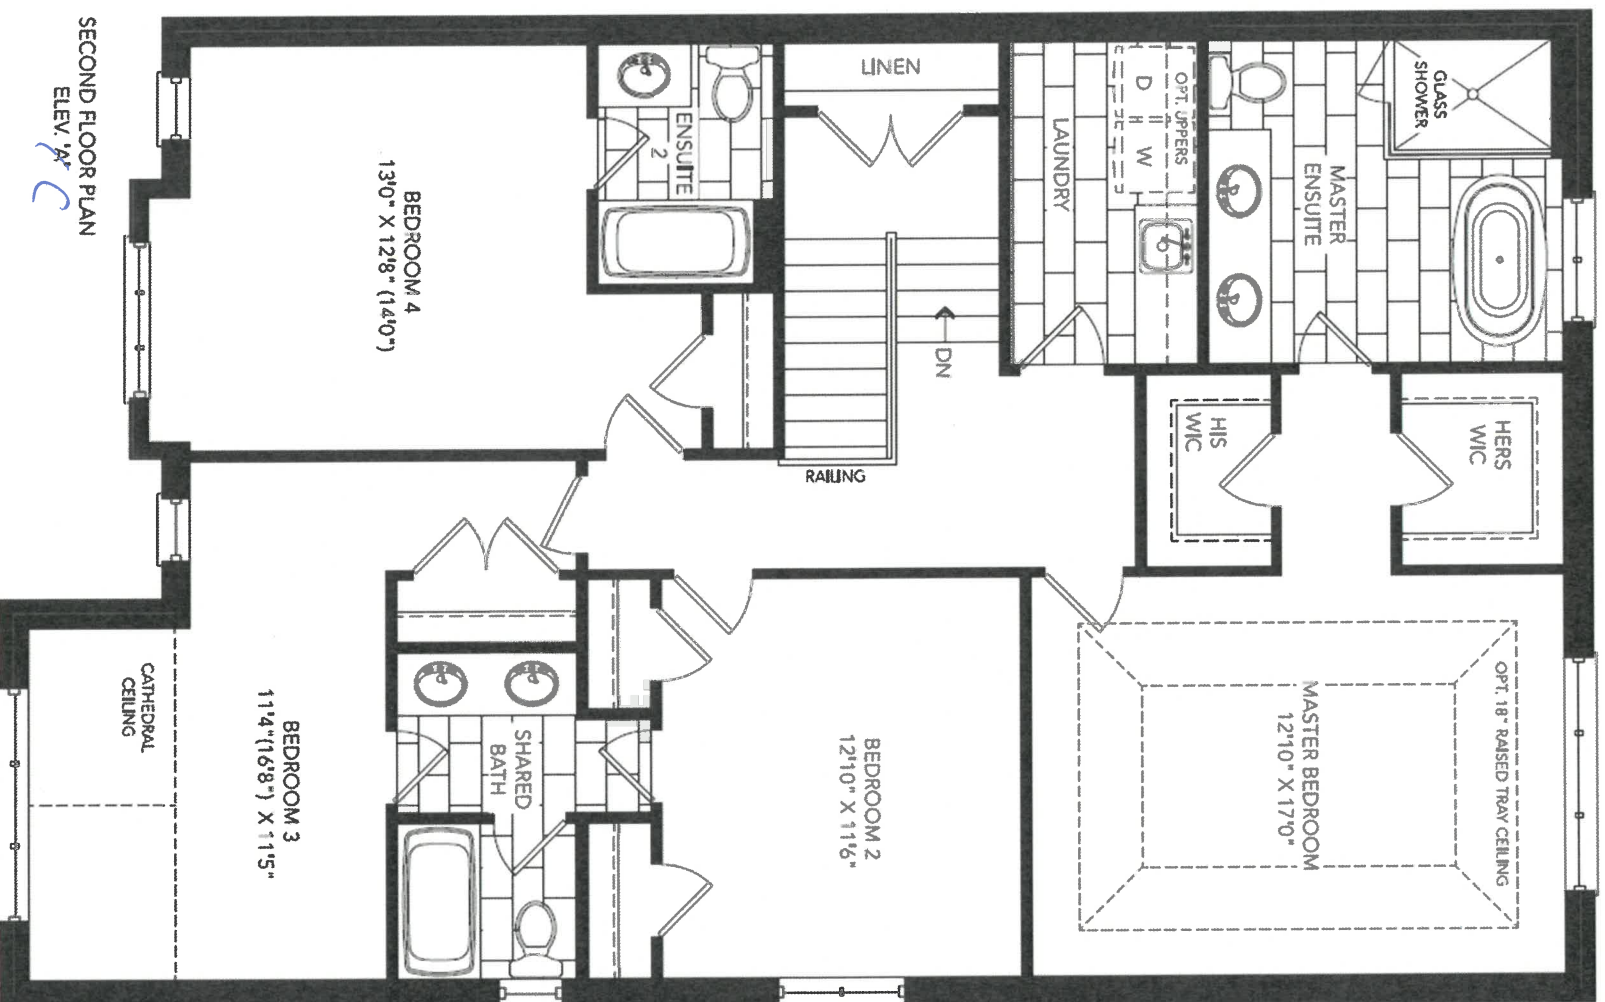 SECOND FLOOR PLAN
ELEV. 'A'
GLASS
SHOWER
MASTER
ENSUITE
OPT. UPPERS
D W
LAUNDRY
LINEN
ENSUITE
2
BEDROOM 4
13'0" X 12'8" (14'0")
DN
RAILING
HERS
WIC
HIS
WIC
OPT. 18" RAISED TRAY CEILING
MASTER BEDROOM
12'10" X 17'0"
BEDROOM 2
12'10" X 11'6"
SHARED
BATH
BEDROOM 3
11'4"(16'8") X 11'5"
CATHEDRAL
CEILING